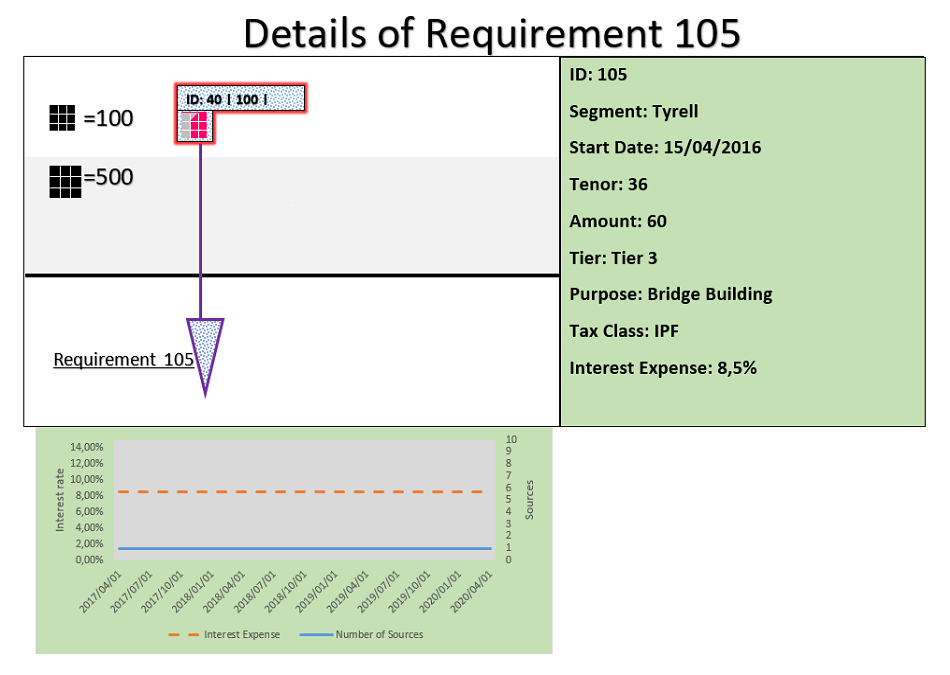 Details of Requirement 105
ID: 40 | 100 |
=100
=500
Requirement 105
ID: 105
Segment: Tyrell
Start Date: 15/04/2016
Tenor: 36
Amount: 60
Tier: Tier 3
Purpose: Bridge Building
Tax Class: IPF
Interest Expense: 8,5%
Interest rate
14,00%
12,00%
10,00%
8,00%
6,00%
4,00%
2,00%
0,00%
10
9
8
7
6
5
4
3
2
1
0
Sources
2017/04/01
2017/07/01
2017/10/01
2018/01/01
2018/04/01
2018/07/01
2018/10/01
2019/01/01
2019/04/01
2019/07/01
2019/10/01
2020/01/01
2020/04/01
Interest Expense
Number of Sources